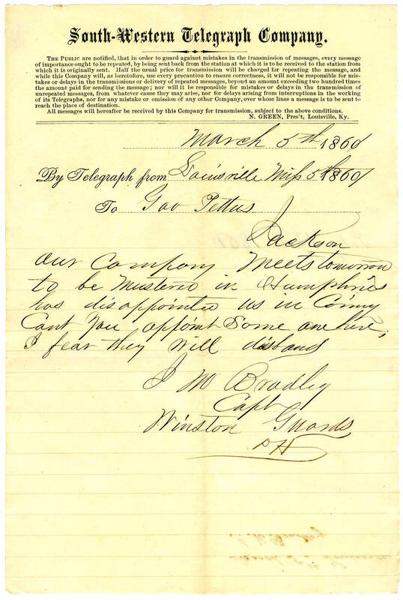 South-Western Telegraph Company.
THE PUBLIC are notified, that in order to guard against mistakes in the transmission of messages, every message
of importance ought to be repeated, by being sent back from the station at which it is to be received to the station from
which it is originally sent. Half the usual price for transmission will be charged for repeating the message, and
while this Company will, as heretofore, use every precaution to ensure correctness, it will not be responsible for mis-
takes or delays in the transmission or delivery of repeated messages, beyond an amount exceeding two hundred times
the amount paid for sending the message; nor will it be responsible for mistakes or delays in the transmission of
unrepeated messages, from whatever cause they may arise, nor for delays arising from interruptions in the working
of its Telegraphs, nor for any mistake or omission of any other Company, over whose lines a message is to be sent to
reach the place of destination.
All messages will hereafter be received by this Company for transmission, subject to the above conditions.
N. GREEN, Pres't, Louisville, Ky.
March 5th 1861
By Telegraph from Louisville Miss 5th 1861
To Gov Pettus
Jackson
Our Company Meets tomorrow
to be Mustered in Humphries
has disappointed us in Coming
Cant You appoint Some one here,
I fear they will disband
J M Bradley
Capt
Winston Guards
DH